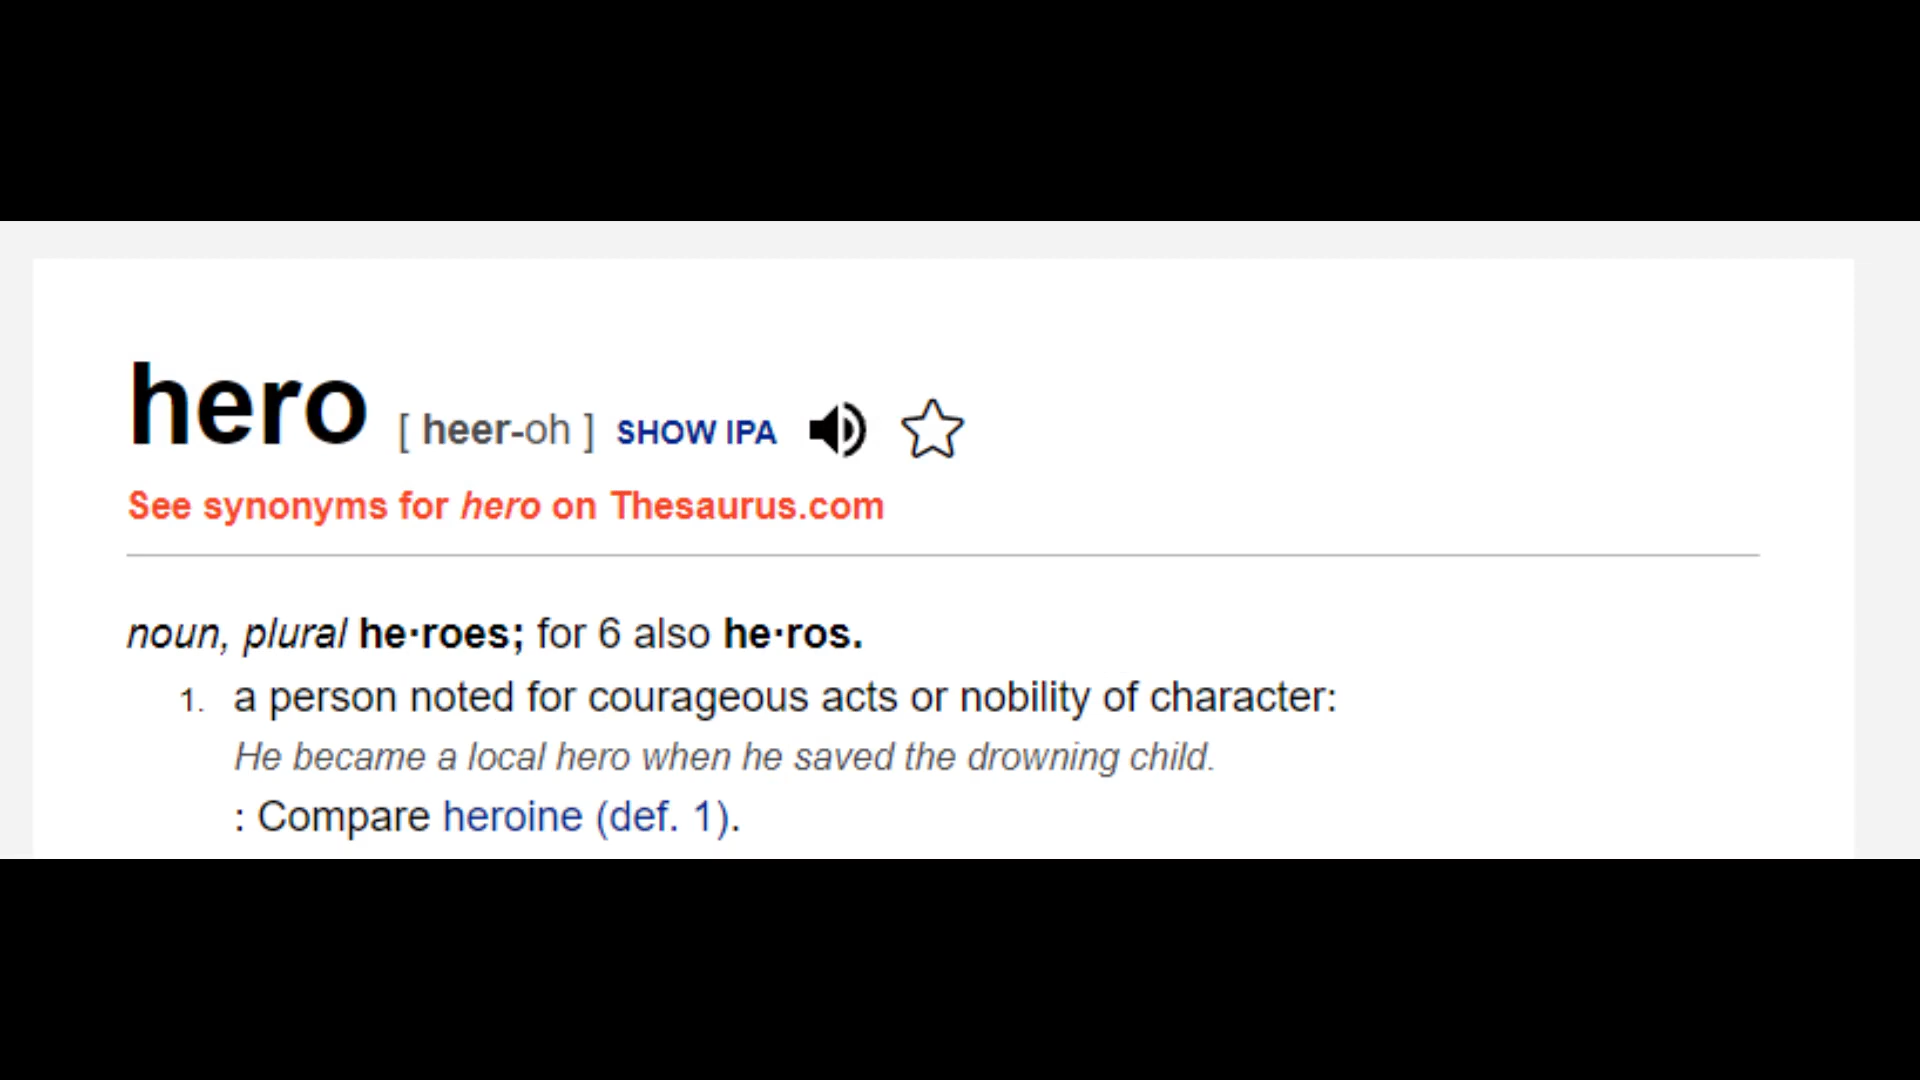 hero [ heer-oh ] SHOW IPA
See synonyms for hero on Thesaurus.com
noun, plural he·roes; for 6 also he·ros.
1. a person noted for courageous acts or nobility of character:
He became a local hero when he saved the drowning child.
: Compare heroine (def. 1).